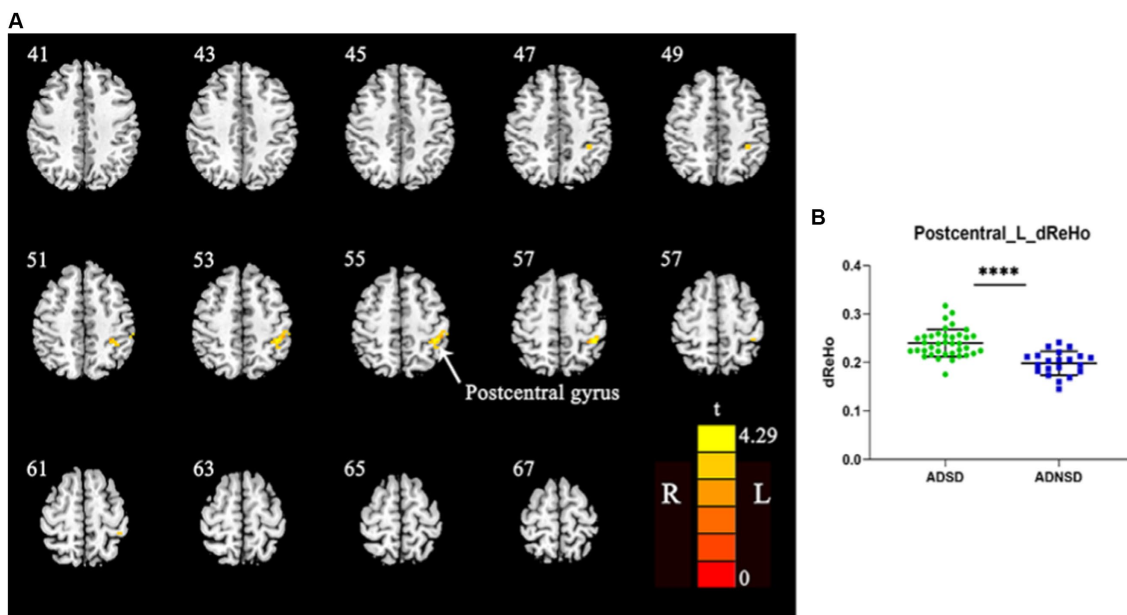 A
41 43 45 47 49
51 53 55 57 57
Postcentral gyrus
61 63 65 67
t
4.29
R L
0
B
Postcentral_L_dReHo
****
0.4
0.3
0.2
0.1
0.0
dReHo
ADSD ADNSD